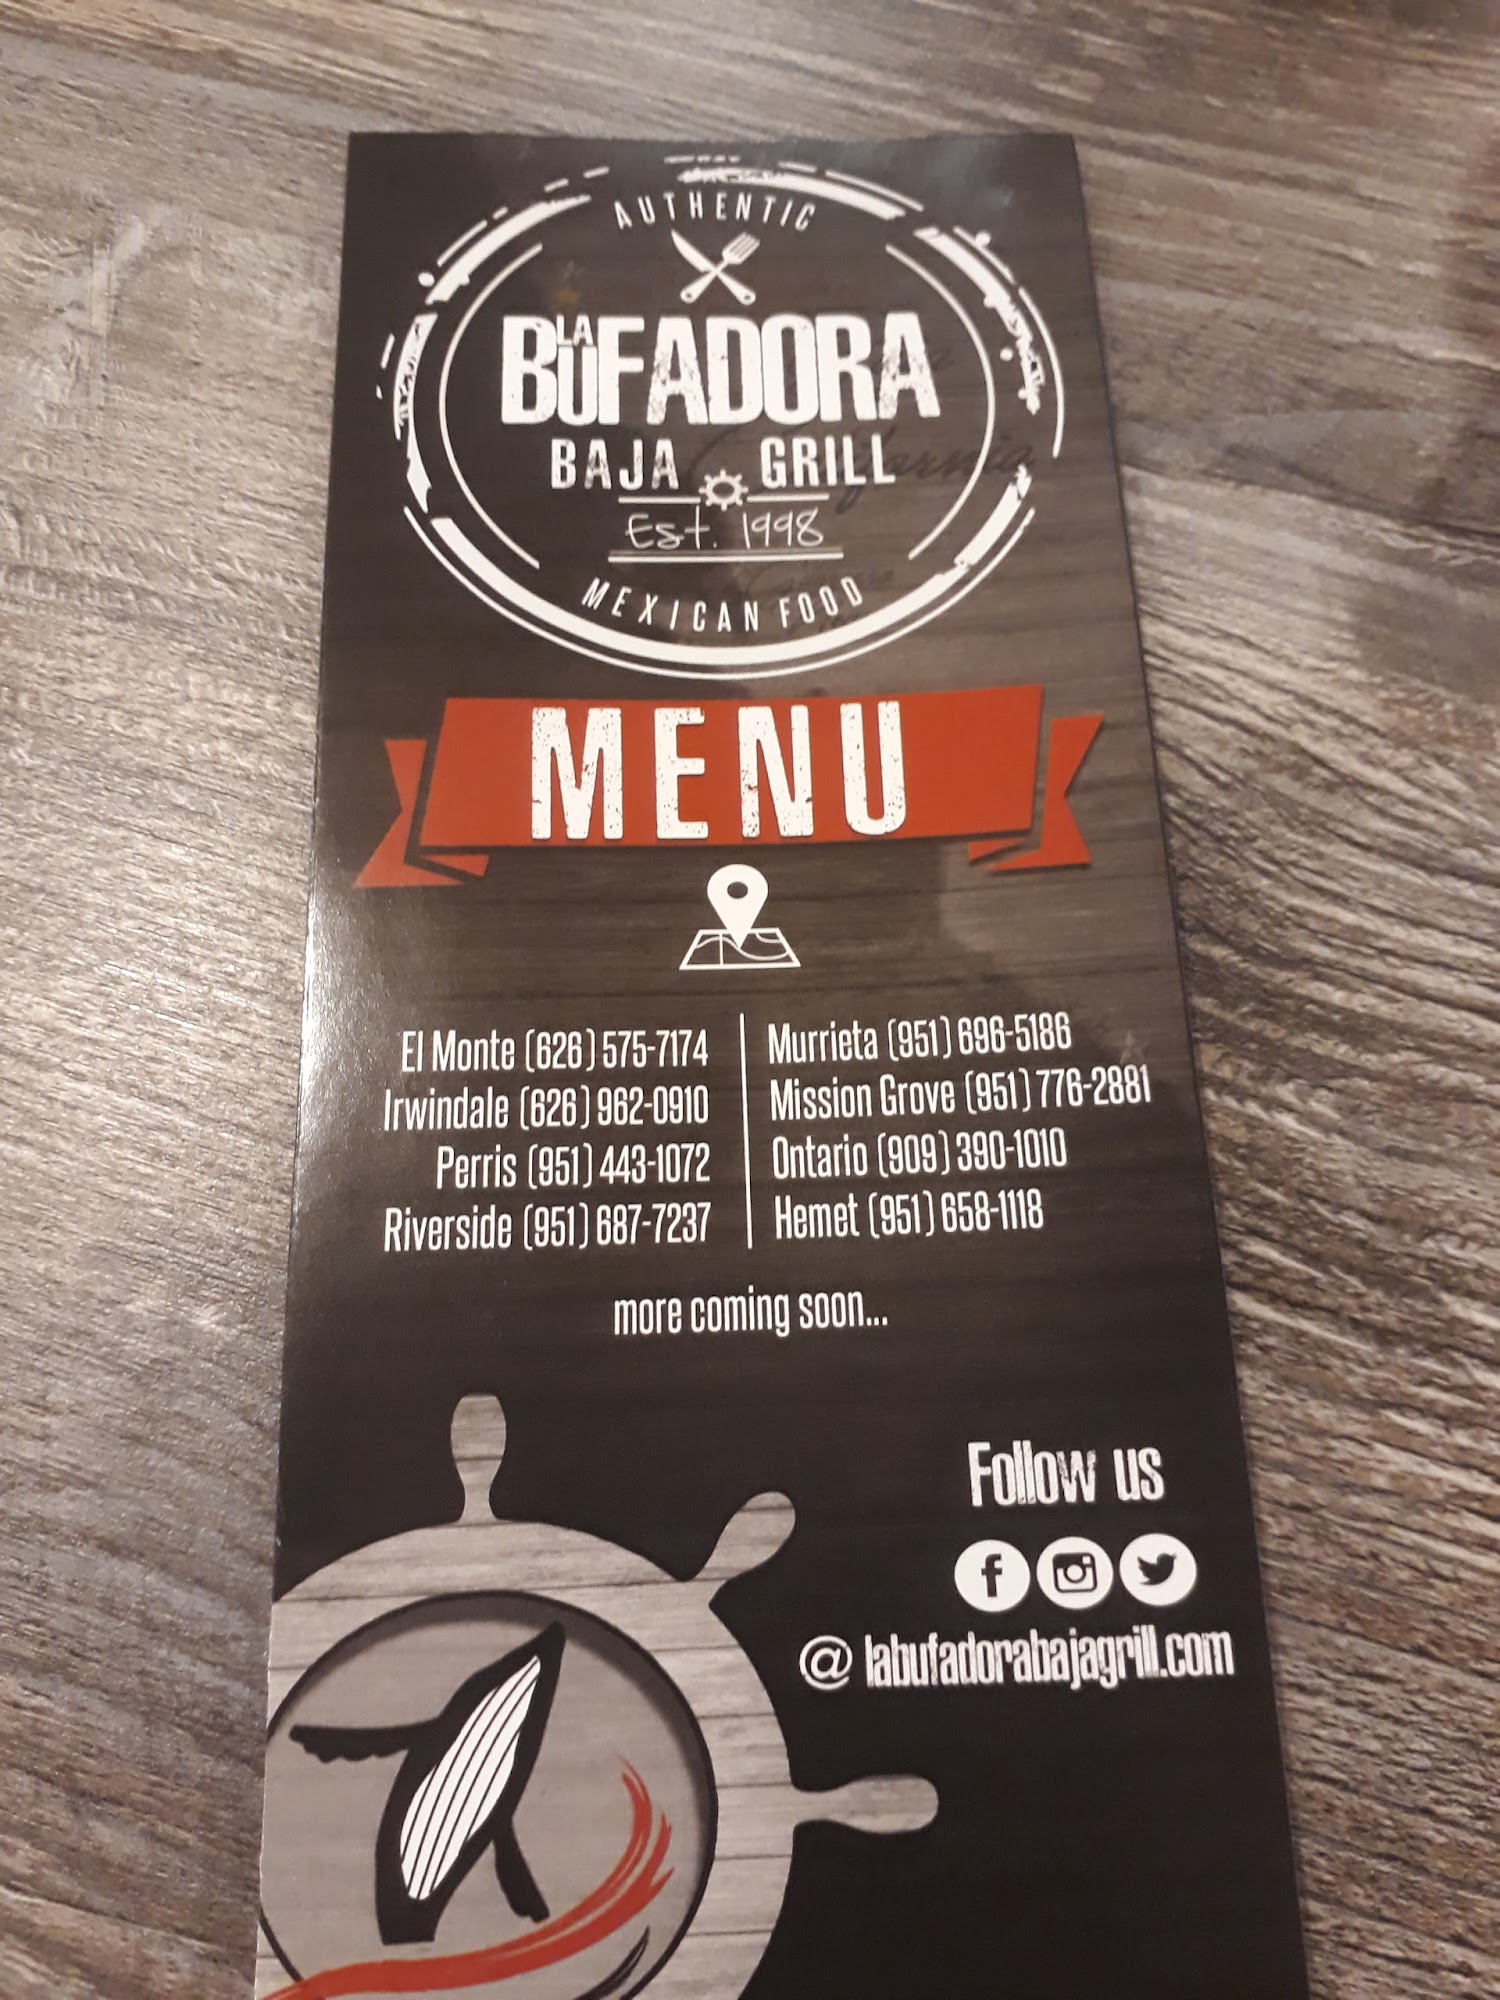 AUTHENTIC
LA BUFADORA
BAJA GRILL
Est. 1998
MEXICAN FOOD
MENU
El Monte (626) 575-7174
Irwindale (626) 962-0910
Perris (951) 443-1072
Riverside (951) 687-7237
Murrieta (951) 696-5186
Mission Grove (951) 776-2881
Ontario (909) 390-1010
Hemet (951) 658-1118
more coming soon...
Follow us
@ labufadorabajagrill.com